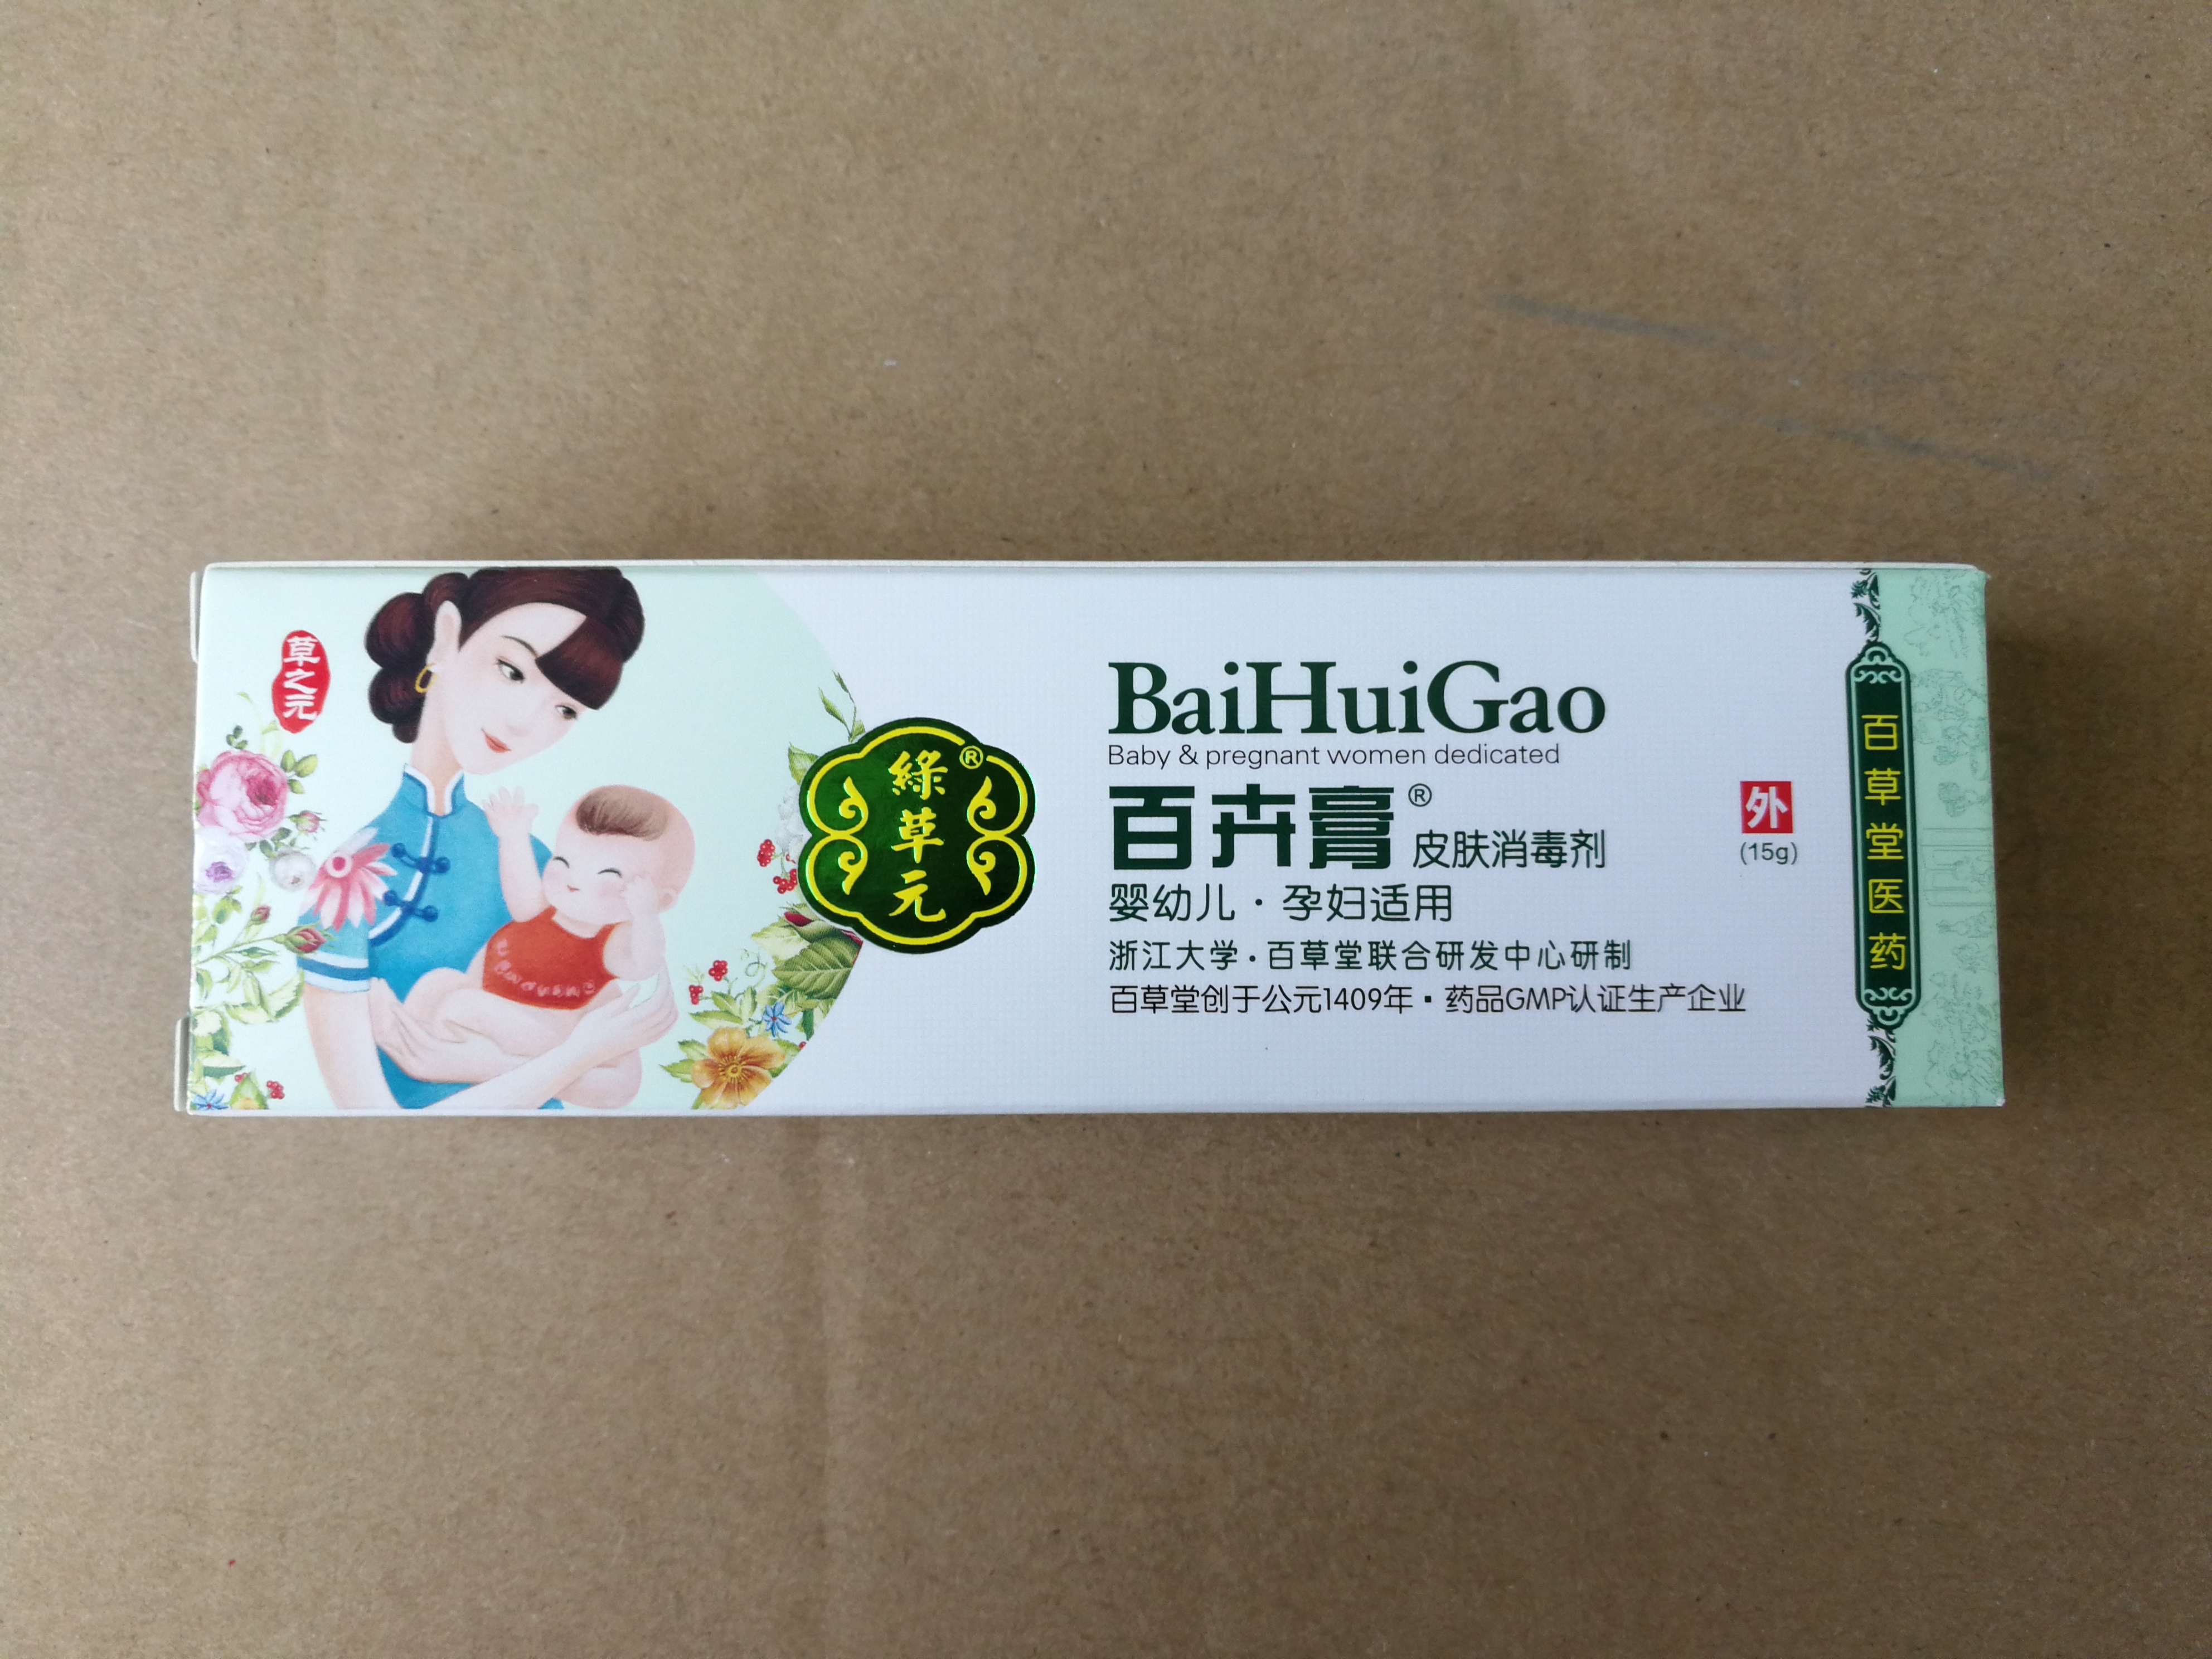 草之元
綠草元®
BaiHuiGao
Baby & pregnant women dedicated
百卉膏® 皮肤消毒剂
婴幼儿·孕妇适用
浙江大学·百草堂联合研发中心研制
百草堂创于公元1409年·药品GMP认证生产企业
外
(15g)
百草堂医药